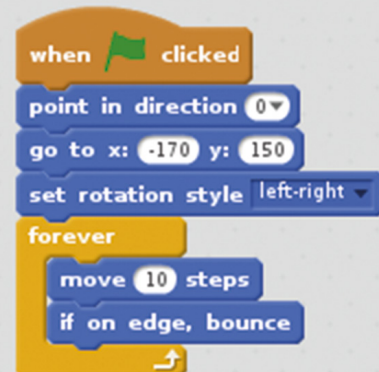 when clicked
point in direction 0
go to x: -170 y: 150
set rotation style left-right
forever
move 10 steps
if on edge, bounce